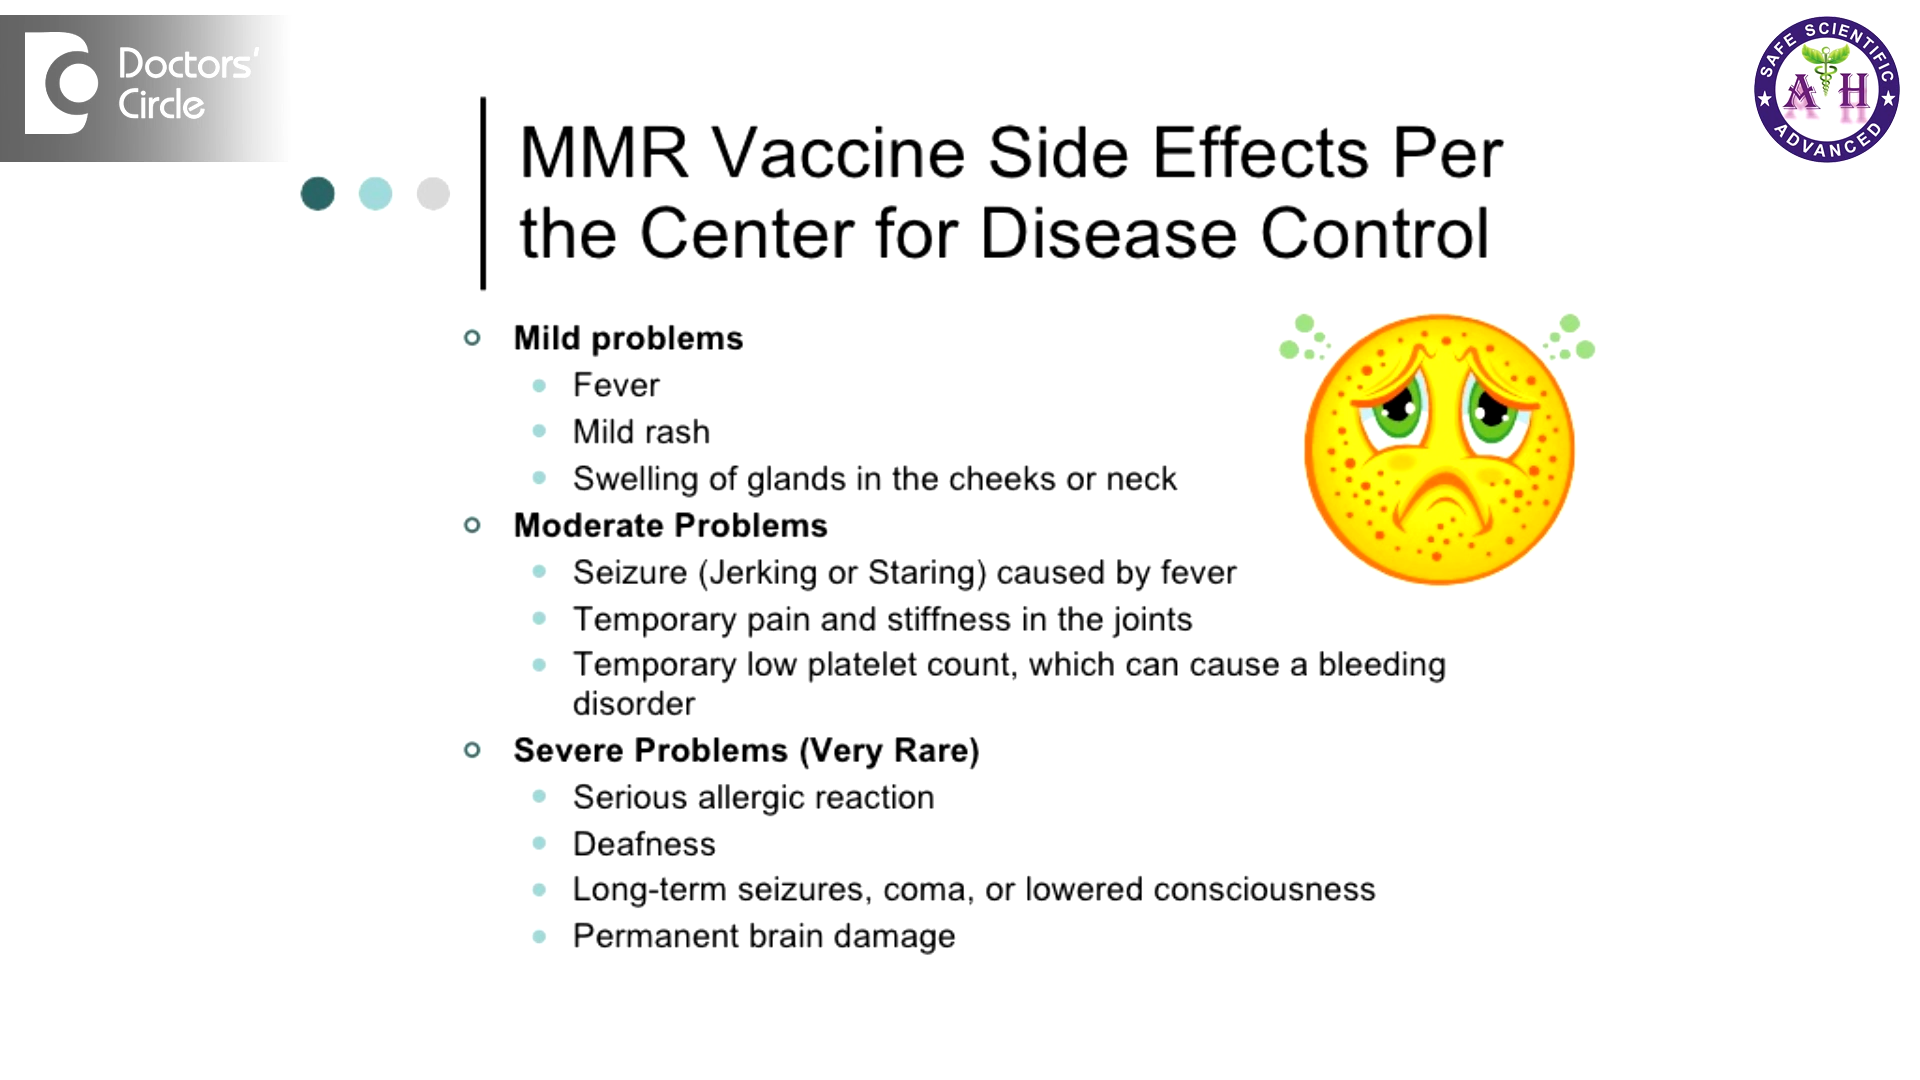 Doctors'
Circle
SAFE SCIENTIFIC
A H
ADVANCED
MMR Vaccine Side Effects Per
the Center for Disease Control
Mild problems
Fever
Mild rash
Swelling of glands in the cheeks or neck
Moderate Problems
Seizure (Jerking or Staring) caused by fever
Temporary pain and stiffness in the joints
Temporary low platelet count, which can cause a bleeding
disorder
Severe Problems (Very Rare)
Serious allergic reaction
Deafness
Long-term seizures, coma, or lowered consciousness
Permanent brain damage